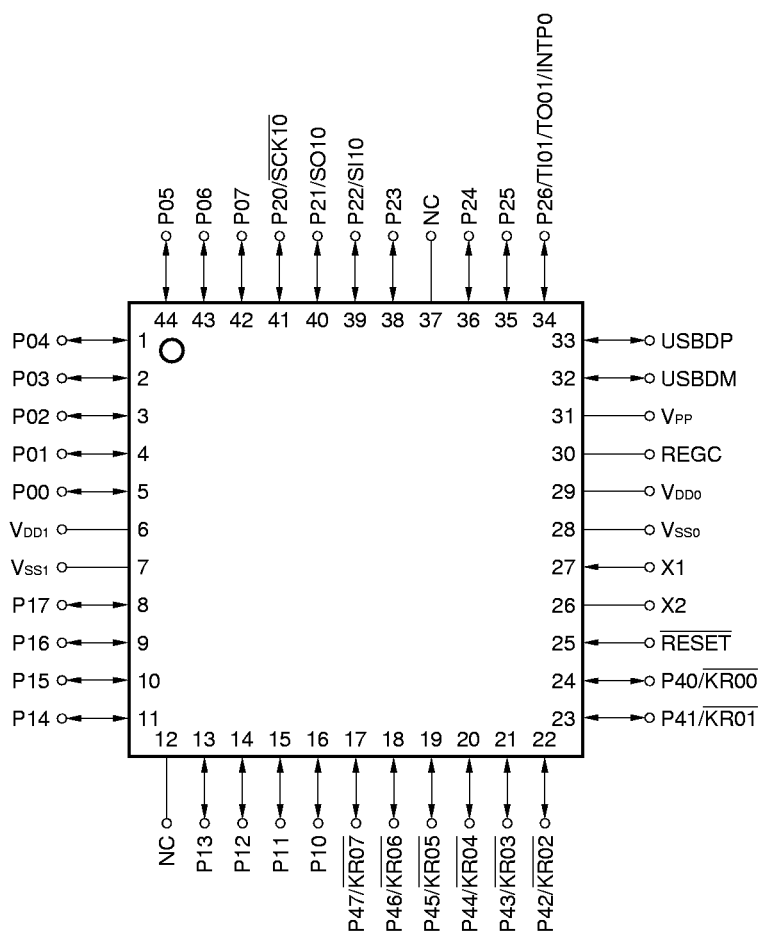 P05
P06
P07
P20/SCK10
P21/SO10
P22/SI10
P23
NC
P24
P25
P26/TI01/TO01/INTP0
44 43 42 41 40 39 38 37 36 35 34
P04 1 33 USBDP
P03 2 32 USBDM
P02 3 31 VPP
P01 4 30 REGC
P00 5 29 VDD0
VDD1 6 28 VSS0
VSS1 7 27 X1
P17 8 26 X2
P16 9 25 RESET
P15 10 24 P40/KR00
P14 11 23 P41/KR01
12 13 14 15 16 17 18 19 20 21 22
NC
P13
P12
P11
P10
P47/KR07
P46/KR06
P45/KR05
P44/KR04
P43/KR03
P42/KR02